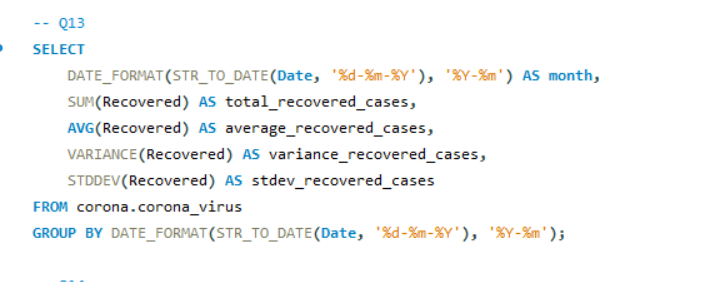 -- Q13
SELECT
DATE_FORMAT(STR_TO_DATE(Date, '%d-%m-%Y'), '%Y-%m') AS month,
SUM(Recovered) AS total_recovered_cases,
AVG(Recovered) AS average_recovered_cases,
VARIANCE(Recovered) AS variance_recovered_cases,
STDDEV(Recovered) AS stdev_recovered_cases
FROM corona.corona_virus
GROUP BY DATE_FORMAT(STR_TO_DATE(Date, '%d-%m-%Y'), '%Y-%m');